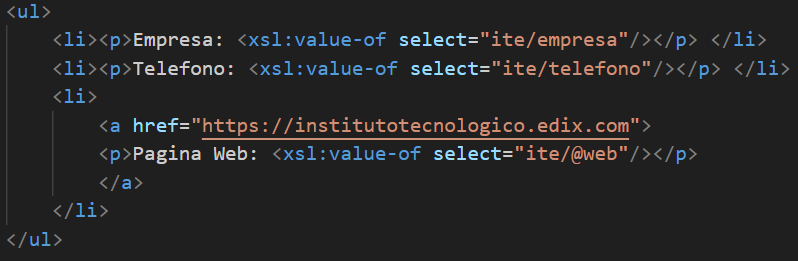 <ul>
<li><p>Empresa: <xsl:value-of select="ite/empresa"/></p> </li>
<li><p>Telefono: <xsl:value-of select="ite/telefono"/></p> </li>
<li>
<a href="https://institutotecnologico.edix.com">
<p>Pagina Web: <xsl:value-of select="ite/@web"/></p>
</a>
</li>
</ul>